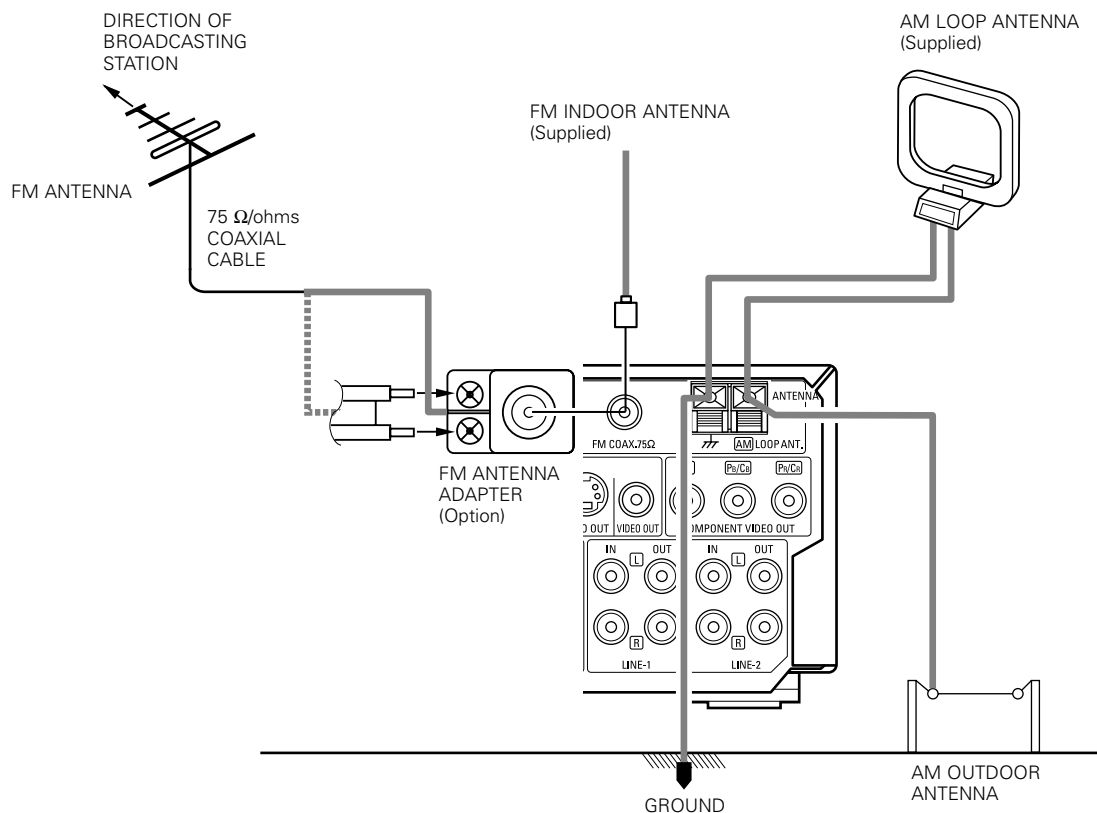 DIRECTION OF
BROADCASTING
STATION
AM LOOP ANTENNA
(Supplied)
FM INDOOR ANTENNA
(Supplied)
FM ANTENNA
75 Ω/ohms
COAXIAL
CABLE
ANTENNA
FM COAX.75Ω
AM LOOP ANT.
FM ANTENNA
ADAPTER
(Option)
PB/CB
PR/CR
O OUT
VIDEO OUT
OMPONENT VIDEO OUT
IN
L
OUT
IN
L
OUT
R
R
LINE-1
LINE-2
GROUND
AM OUTDOOR
ANTENNA